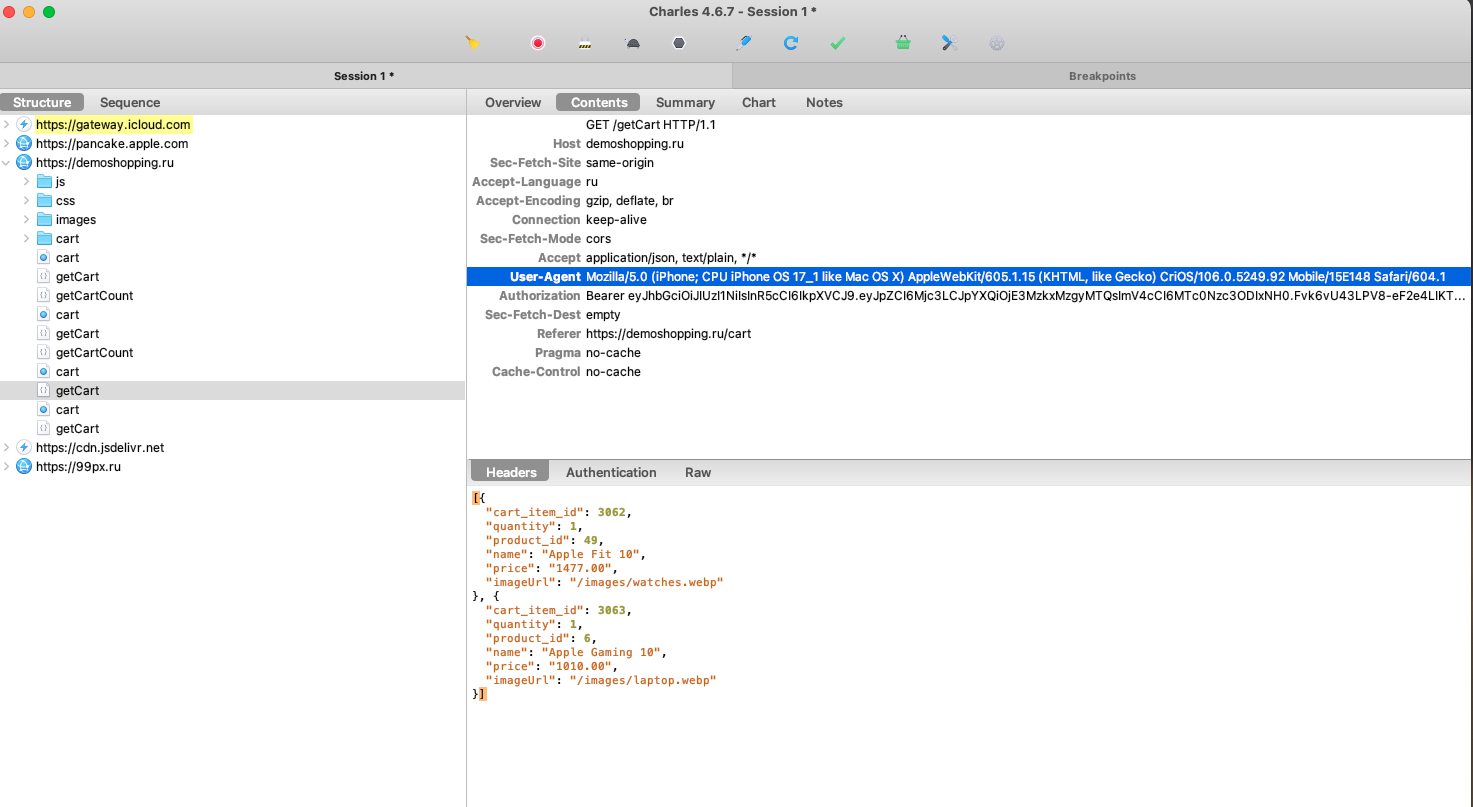 Charles 4.6.7 - Session 1 *
Session 1 *
Breakpoints
Structure
Sequence
https://gateway.icloud.com
https://pancake.apple.com
https://demoshopping.ru
js
css
images
cart
cart
getCart
getCartCount
cart
getCart
getCartCount
cart
getCart
cart
getCart
https://cdn.jsdelivr.net
https://99px.ru
Overview
Contents
Summary
Chart
Notes
GET /getCart HTTP/1.1
Host demoshopping.ru
Sec-Fetch-Site same-origin
Accept-Language ru
Accept-Encoding gzip, deflate, br
Connection keep-alive
Sec-Fetch-Mode cors
Accept application/json, text/plain, */*
User-Agent Mozilla/5.0 (iPhone; CPU iPhone OS 17_1 like Mac OS X) AppleWebKit/605.1.15 (KHTML, like Gecko) CriOS/106.0.5249.92 Mobile/15E148 Safari/604.1
Authorization Bearer
Sec-Fetch-Dest empty
Referer https://demoshopping.ru/cart
Pragma no-cache
Cache-Control no-cache
Headers
Authentication
Raw
[{
"cart_item_id": 3062,
"quantity": 1,
"product_id": 49,
"name": "Apple Fit 10",
"price": "1477.00",
"imageUrl": "/images/watches.webp"
}, {
"cart_item_id": 3063,
"quantity": 1,
"product_id": 6,
"name": "Apple Gaming 10",
"price": "1010.00",
"imageUrl": "/images/laptop.webp"
}]